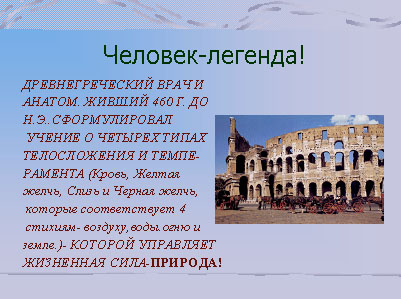 Человек-легенда!
ДРЕВНЕГРЕЧЕСКИЙ ВРАЧ И
АНАТОМ. ЖИВШИЙ 460 Г. ДО
Н.Э..СФОРМУЛИРОВАЛ
УЧЕНИЕ О ЧЕТЫРЕХ ТИПАХ
ТЕЛОСЛОЖЕНИЯ И ТЕМПЕ-
РАМЕНТА (Кровь, Желтая
желчь, Слизь и Черная желчь,
которые соответствует 4
стихиям- воздуху,воды.огню и
земле.)- КОТОРОЙ УПРАВЛЯЕТ
ЖИЗНЕННАЯ СИЛА-ПРИРОДА!